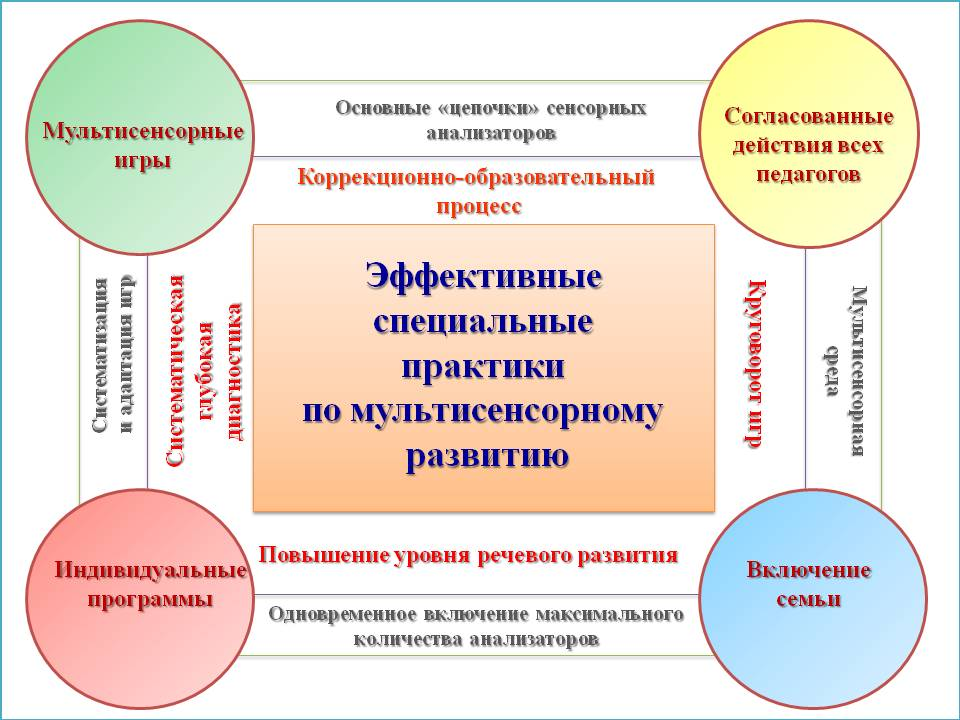 Мультисенсорные
игры
Основные «цепочки» сенсорных
анализаторов
Согласованные
действия всех
педагогов
Коррекционно-образовательный
процесс
Систематизация
и адаптация игр
Систематическая
глубокая
диагностика
Эффективные
специальные
практики
по мультисенсорному
развитию
Круговорот игр
Мультисенсорная
среда
Индивидуальные
программы
Повышение уровня речевого развития
Одновременное включение максимального
количества анализаторов
Включение
семьи